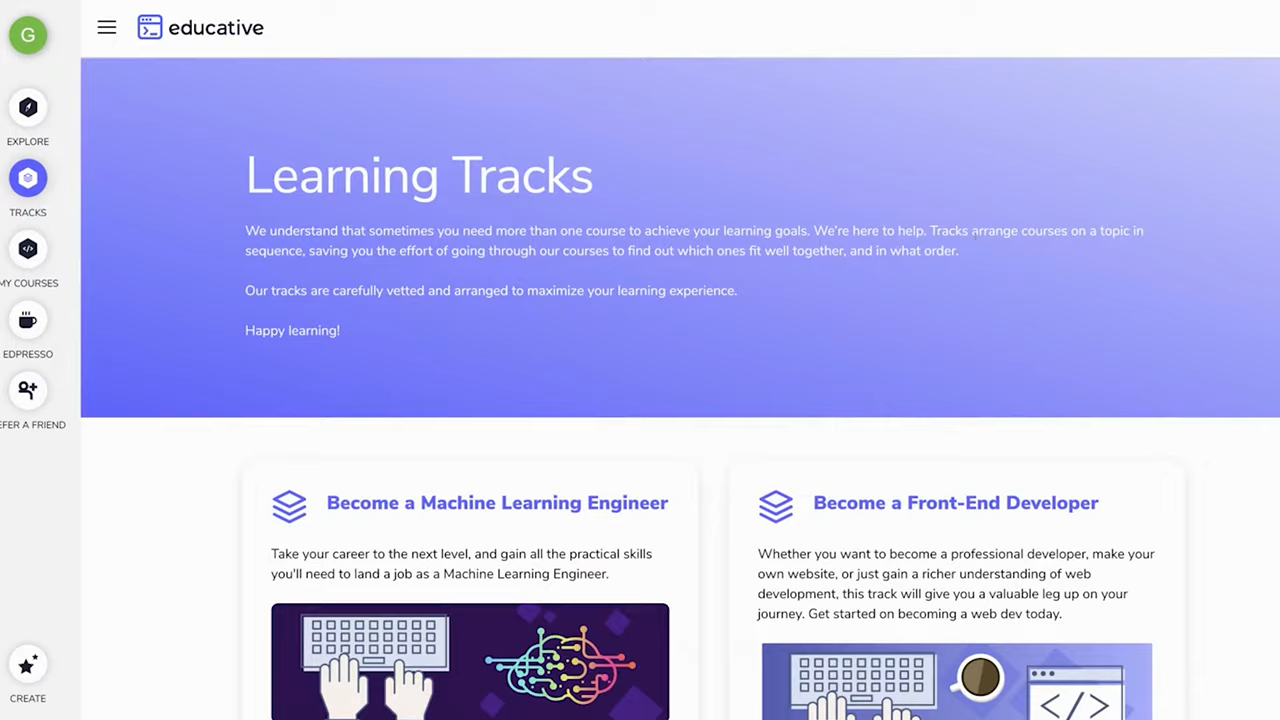 G
educative
EXPLORE
TRACKS
MY COURSES
EDPRESSO
EFER A FRIEND
CREATE
Learning Tracks
We understand that sometimes you need more than one course to achieve your learning goals. We're here to help. Tracks arrange courses on a topic in
sequence, saving you the effort of going through our courses to find out which ones fit well together, and in what order.
Our tracks are carefully vetted and arranged to maximize your learning experience.
Happy learning!
Become a Machine Learning Engineer
Take your career to the next level, and gain all the practical skills
you'll need to land a job as a Machine Learning Engineer.
Become a Front-End Developer
Whether you want to become a professional developer, make your
own website, or just gain a richer understanding of web
development, this track will give you a valuable leg up on your
journey. Get started on becoming a web dev today.
</>